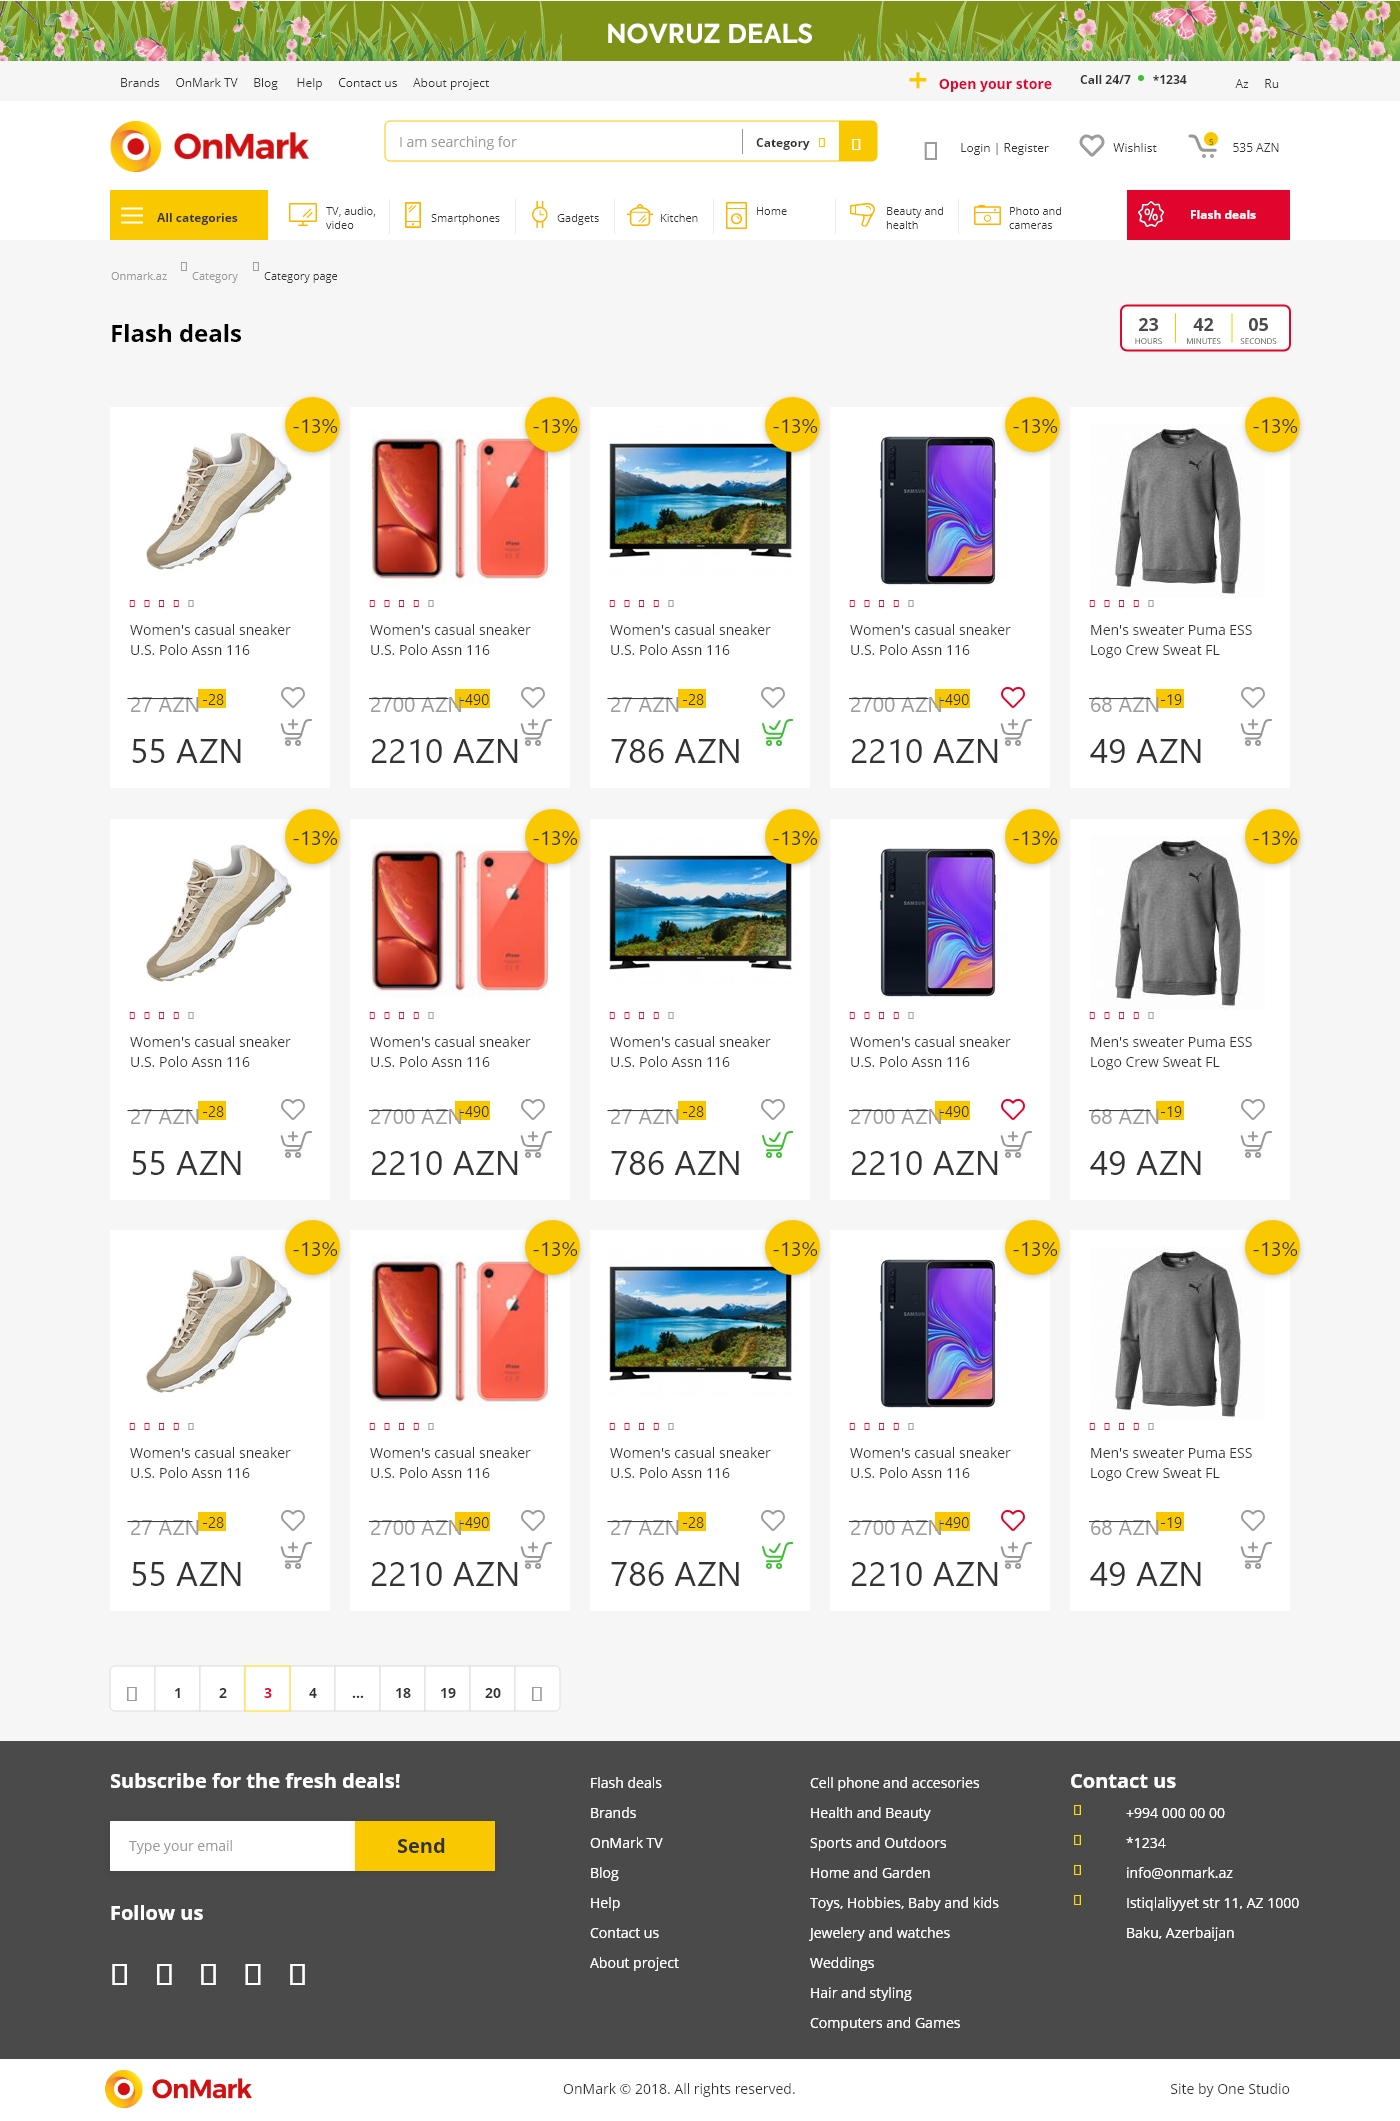 NOVRUZ DEALS
Brands OnMark TV Blog Help Contact us About project
Open your store Call 24/7 *1234 Az Ru
OnMark
I am searching for Category
Login | Register Wishlist 5 535 AZN
All categories
TV, audio,
video
Smartphones
Gadgets
Kitchen
Home
Beauty and
health
Photo and
cameras
Flash deals
Onmark.az Category Category page
Flash deals
23 42 05
HOURS MINUTES SECONDS
-13% -13% -13% -13% -13%
SAMSUNG
Women's casual sneaker
U.S. Polo Assn 116
Women's casual sneaker
U.S. Polo Assn 116
Women's casual sneaker
U.S. Polo Assn 116
Women's casual sneaker
U.S. Polo Assn 116
Men's sweater Puma ESS
Logo Crew Sweat FL
27 AZN -28 2700 AZN -490 27 AZN -28 2700 AZN -490 68 AZN -19
55 AZN 2210 AZN 786 AZN 2210 AZN 49 AZN
-13% -13% -13% -13% -13%
SAMSUNG
Women's casual sneaker
U.S. Polo Assn 116
Women's casual sneaker
U.S. Polo Assn 116
Women's casual sneaker
U.S. Polo Assn 116
Women's casual sneaker
U.S. Polo Assn 116
Men's sweater Puma ESS
Logo Crew Sweat FL
27 AZN -28 2700 AZN -490 27 AZN -28 2700 AZN -490 68 AZN -19
55 AZN 2210 AZN 786 AZN 2210 AZN 49 AZN
-13% -13% -13% -13% -13%
SAMSUNG
Women's casual sneaker
U.S. Polo Assn 116
Women's casual sneaker
U.S. Polo Assn 116
Women's casual sneaker
U.S. Polo Assn 116
Women's casual sneaker
U.S. Polo Assn 116
Men's sweater Puma ESS
Logo Crew Sweat FL
27 AZN -28 2700 AZN -490 27 AZN -28 2700 AZN -490 68 AZN -19
55 AZN 2210 AZN 786 AZN 2210 AZN 49 AZN
1 2 3 4 ... 18 19 20
Subscribe for the fresh deals!
Type your email Send
Follow us
Flash deals
Brands
OnMark TV
Blog
Help
Contact us
About project
Cell phone and accesories
Health and Beauty
Sports and Outdoors
Home and Garden
Toys, Hobbies, Baby and kids
Jewelery and watches
Weddings
Hair and styling
Computers and Games
Contact us
+994 000 00 00
*1234
info@onmark.az
Istiqlaliyyet str 11, AZ 1000
Baku, Azerbaijan
OnMark
OnMark © 2018. All rights reserved.
Site by One Studio